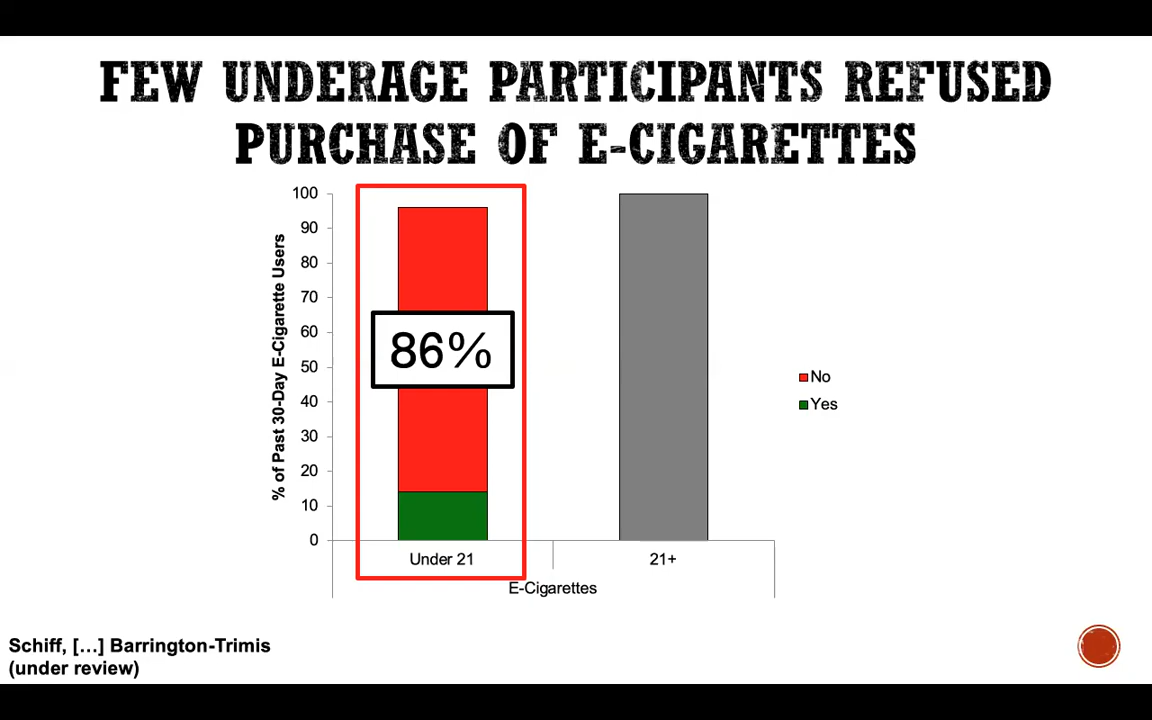 FEW UNDERAGE PARTICIPANTS REFUSED
PURCHASE OF E-CIGARETTES
% of Past 30-Day E-Cigarette Users
100
90
80
70
60
50
40
30
20
10
0
86%
Under 21
21+
E-Cigarettes
No
Yes
Schiff, [...] Barrington-Trimis
(under review)